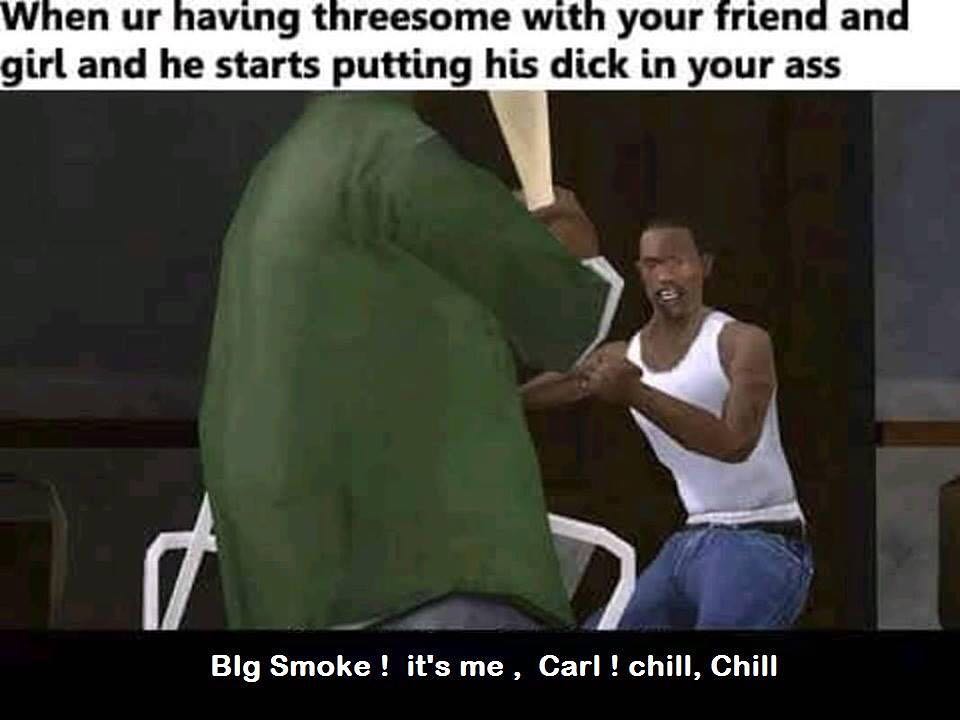 When ur having threesome with your friend and
girl and he starts putting his dick in your ass
BIg Smoke ! it's me , Carl ! chill, Chill